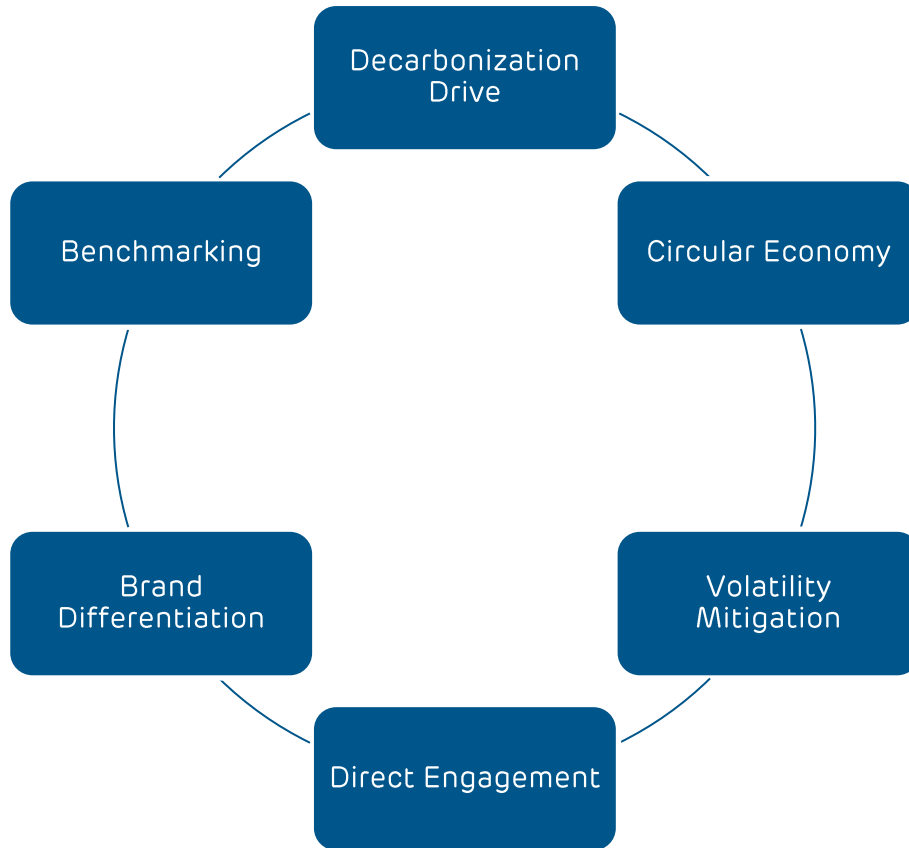 Decarbonization
Drive
Benchmarking
Circular Economy
Brand
Differentiation
Volatility
Mitigation
Direct Engagement